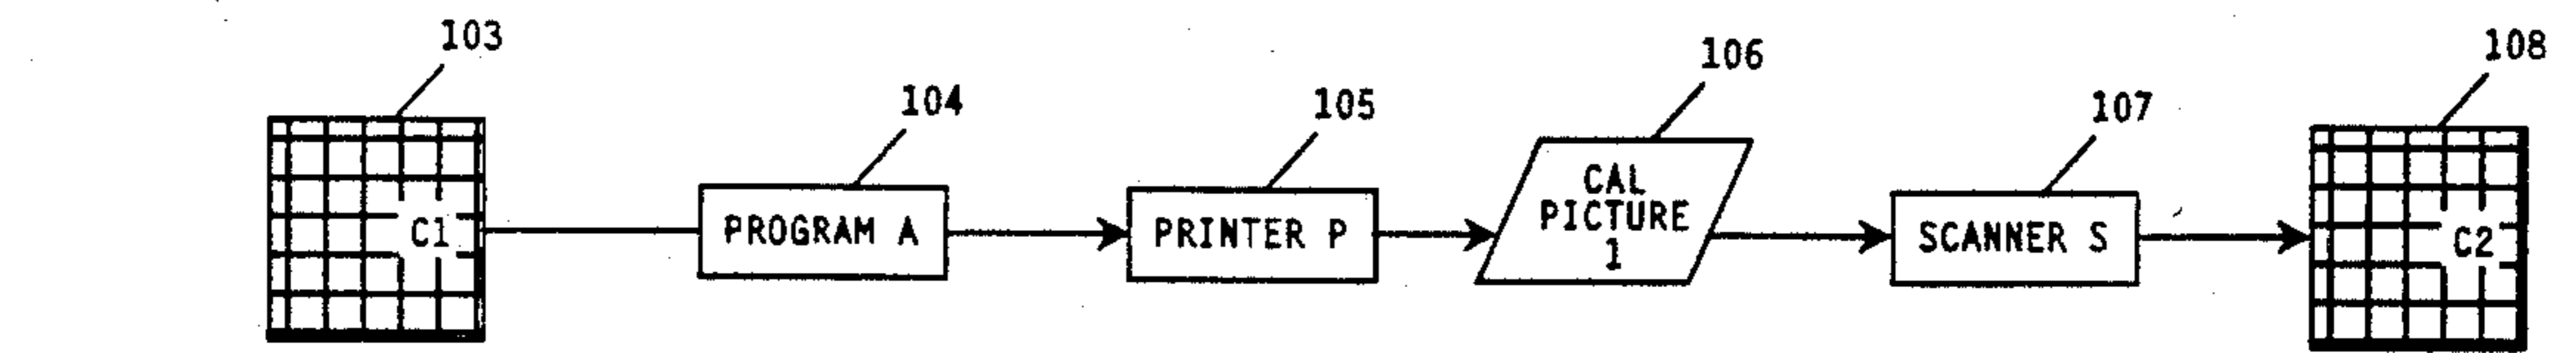 103
C1
104
PROGRAM A
105
PRINTER P
106
CAL
PICTURE
1
107
SCANNER S
108
C2